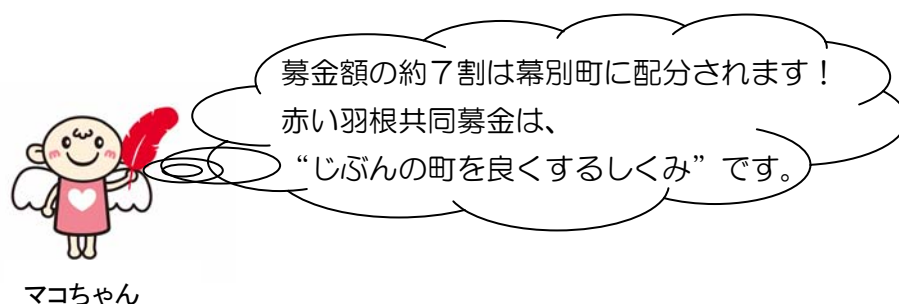 募金額の約７割は幕別町に配分されます！
赤い羽根共同募金は、
“じぶんの町を良くするしくみ”です。
マコちゃん